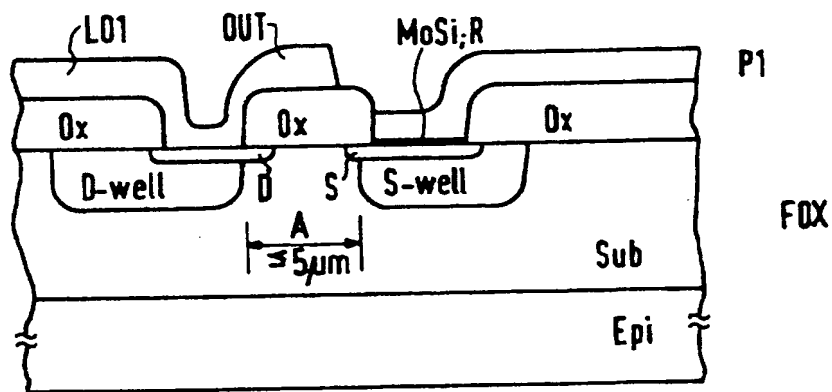 LO1
OUT
MoSi;R
P1
Ox
Ox
Ox
D-well
D
S
S-well
FOX
A
≤5µm
Sub
Epi